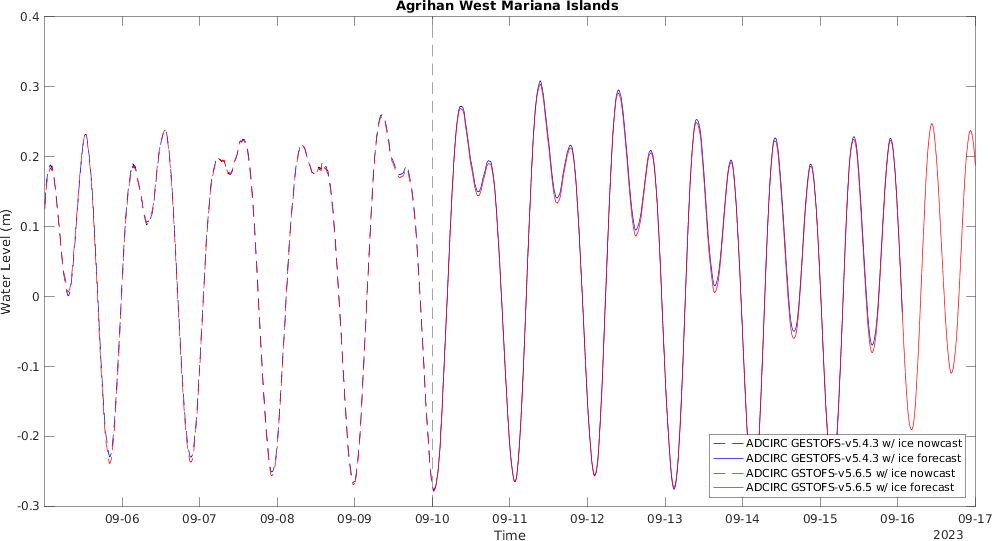 Agrihan West Mariana Islands
0.4
0.3
0.2
0.1
0
-0.1
-0.2
-0.3
Water Level (m)
ADCIRC GESTOFS-v5.4.3 w/ ice nowcast
ADCIRC GESTOFS-v5.4.3 w/ ice forecast
ADCIRC GSTOFS-v5.6.5 w/ ice nowcast
ADCIRC GSTOFS-v5.6.5 w/ ice forecast
09-06 09-07 09-08 09-09 09-10 09-11 09-12 09-13 09-14 09-15 09-16 09-17
Time
2023